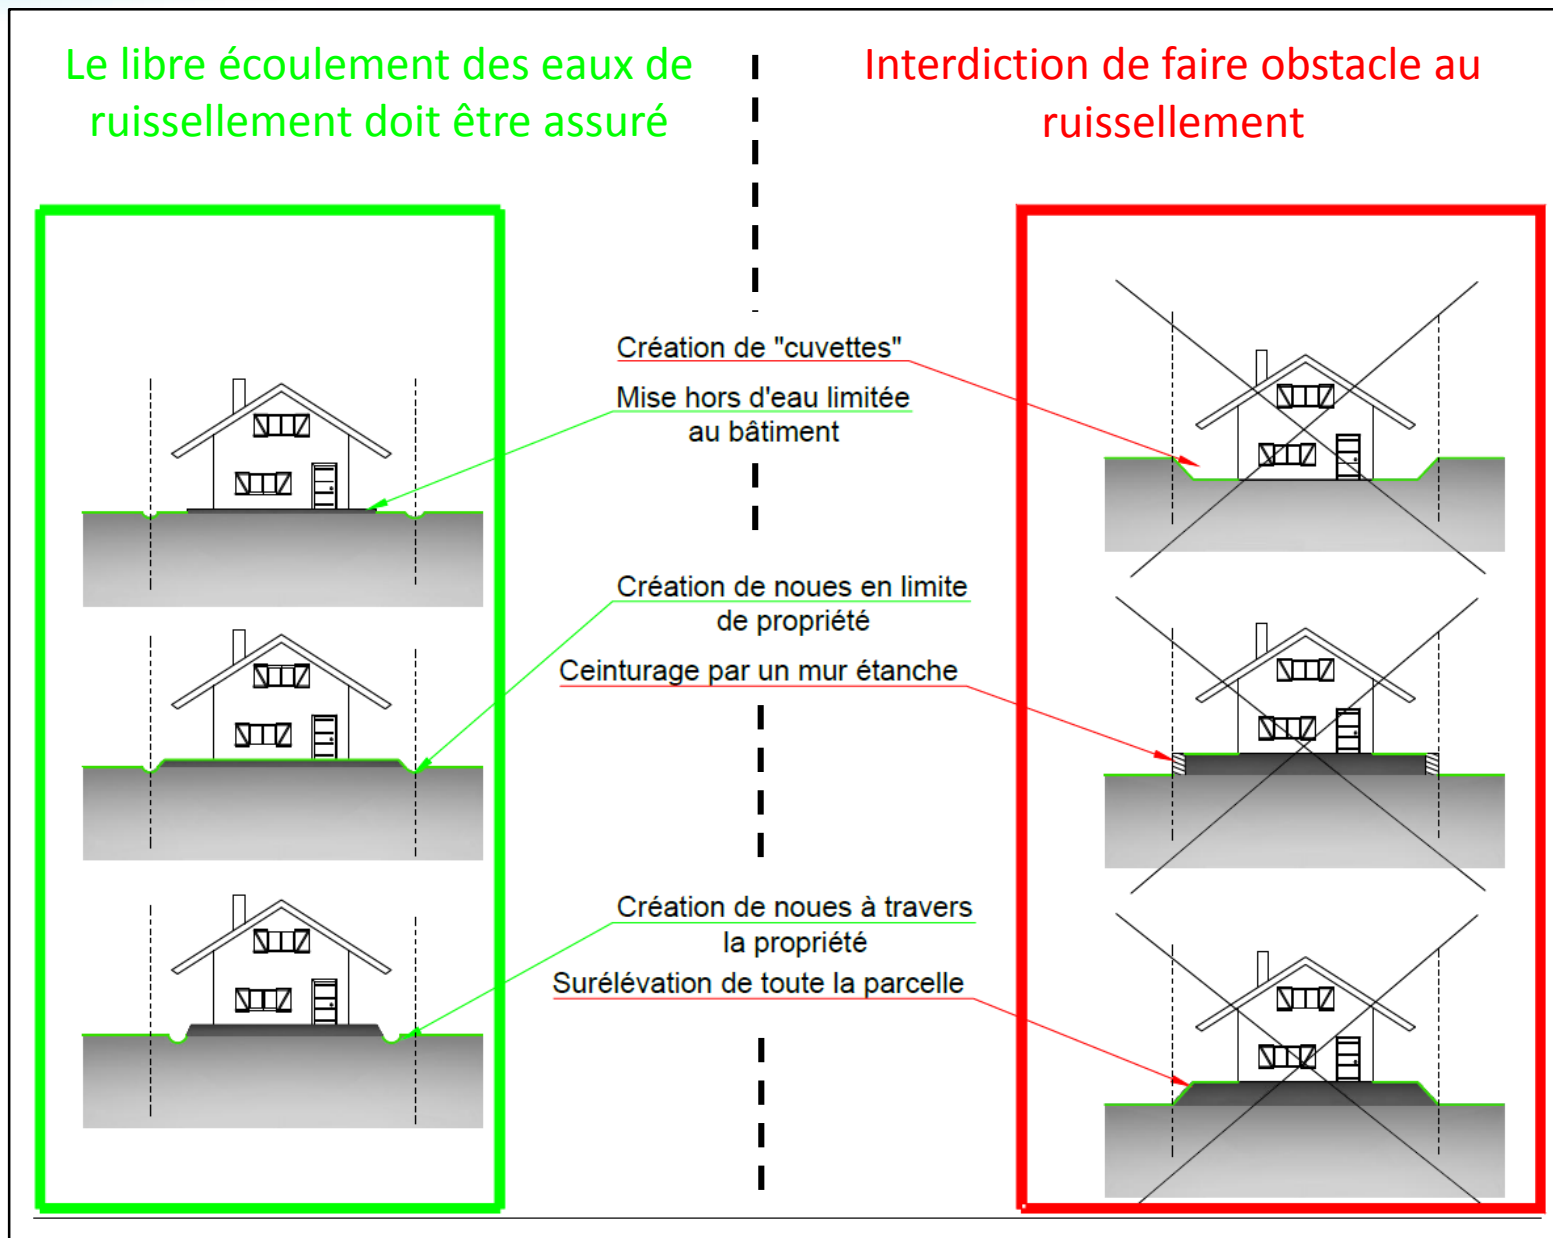 Le libre écoulement des eaux de
ruissellement doit être assuré
Interdiction de faire obstacle au
ruissellement
Création de "cuvettes"
Mise hors d'eau limitée
au bâtiment
Création de noues en limite
de propriété
Ceinturage par un mur étanche
Création de noues à travers
la propriété
Surélévation de toute la parcelle